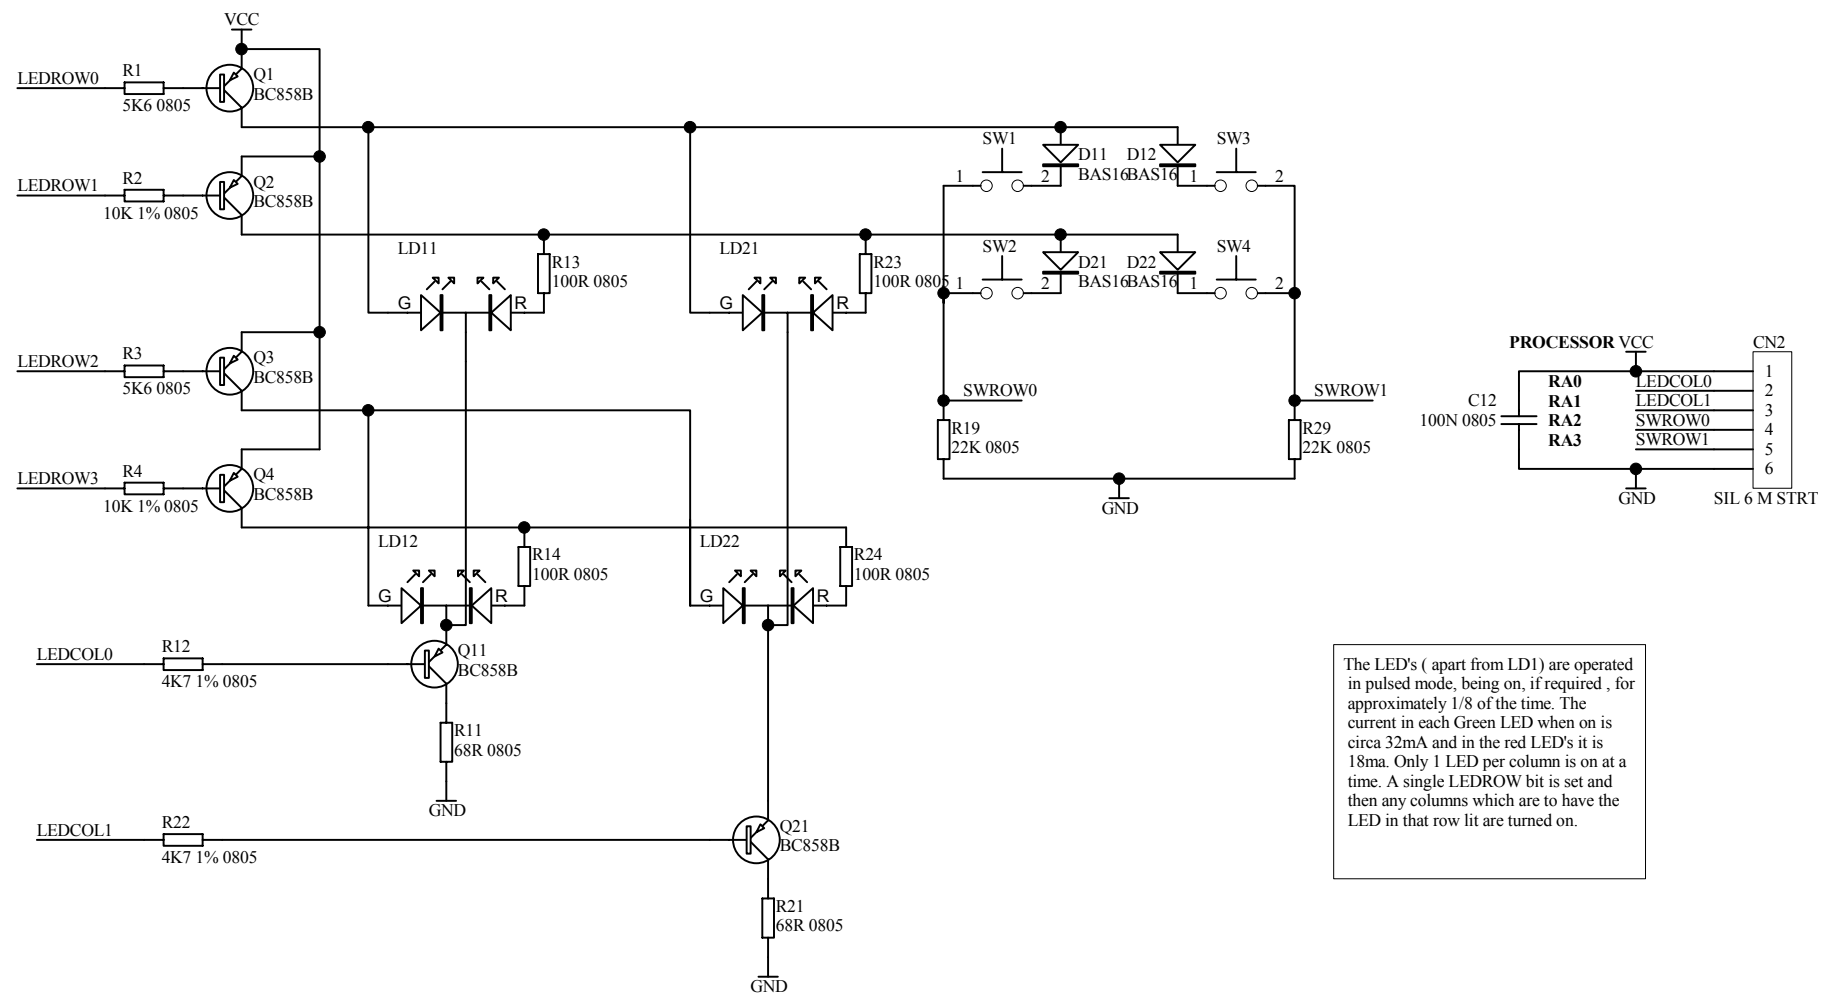 VCC
LEDROW0
R1
5K6 0805
Q1
BC858B
LEDROW1
R2
10K 1% 0805
Q2
BC858B
SW1
1
2
D11
BAS16
D12
BAS16
SW3
1
2
LD11
G
R
R13
100R 0805
LD21
G
R
R23
100R 0805
SW2
1
2
D21
BAS16
D22
BAS16
SW4
1
2
LEDROW2
R3
5K6 0805
Q3
BC858B
SWROW0
R19
22K 0805
SWROW1
R29
22K 0805
GND
PROCESSOR
VCC
CN2
RA0
LEDCOL0
RA1
LEDCOL1
RA2
SWROW0
RA3
SWROW1
C12
100N 0805
1
2
3
4
5
6
GND
SIL 6 M STRT
LEDROW3
R4
10K 1% 0805
Q4
BC858B
LD12
G
R
R14
100R 0805
LD22
G
R
R24
100R 0805
LEDCOL0
R12
4K7 1% 0805
Q11
BC858B
R11
68R 0805
GND
LEDCOL1
R22
4K7 1% 0805
Q21
BC858B
R21
68R 0805
GND
The LED's ( apart from LD1) are operated
in pulsed mode, being on, if required , for
approximately 1/8 of the time. The
current in each Green LED when on is
circa 32mA and in the red LED's it is
18ma. Only 1 LED per column is on at a
time. A single LEDROW bit is set and
then any columns which are to have the
LED in that row lit are turned on.